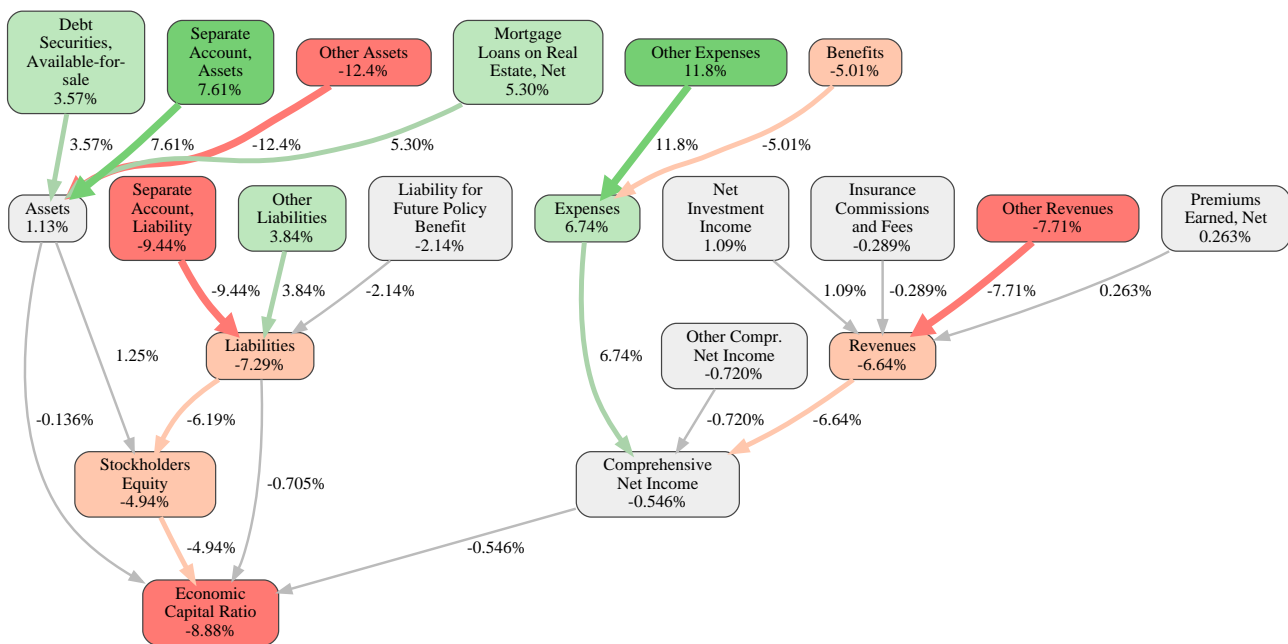 Debt
Securities,
Available-for-
sale
3.57%
Separate
Account,
Assets
7.61%
Other Assets
-12.4%
Mortgage
Loans on Real
Estate, Net
5.30%
Other Expenses
11.8%
Benefits
-5.01%
3.57%
7.61%
-12.4%
5.30%
11.8%
-5.01%
Assets
1.13%
Separate
Account,
Liability
-9.44%
Other
Liabilities
3.84%
Liability for
Future Policy
Benefit
-2.14%
Expenses
6.74%
Net
Investment
Income
1.09%
Insurance
Commissions
and Fees
-0.289%
Other Revenues
-7.71%
Premiums
Earned, Net
0.263%
-9.44%
3.84%
-2.14%
1.09%
-0.289%
-7.71%
0.263%
1.25%
Liabilities
-7.29%
6.74%
Other Compr.
Net Income
-0.720%
Revenues
-6.64%
-0.136%
-6.19%
-0.720%
-6.64%
Stockholders
Equity
-4.94%
-0.705%
Comprehensive
Net Income
-0.546%
-4.94%
-0.546%
Economic
Capital Ratio
-8.88%